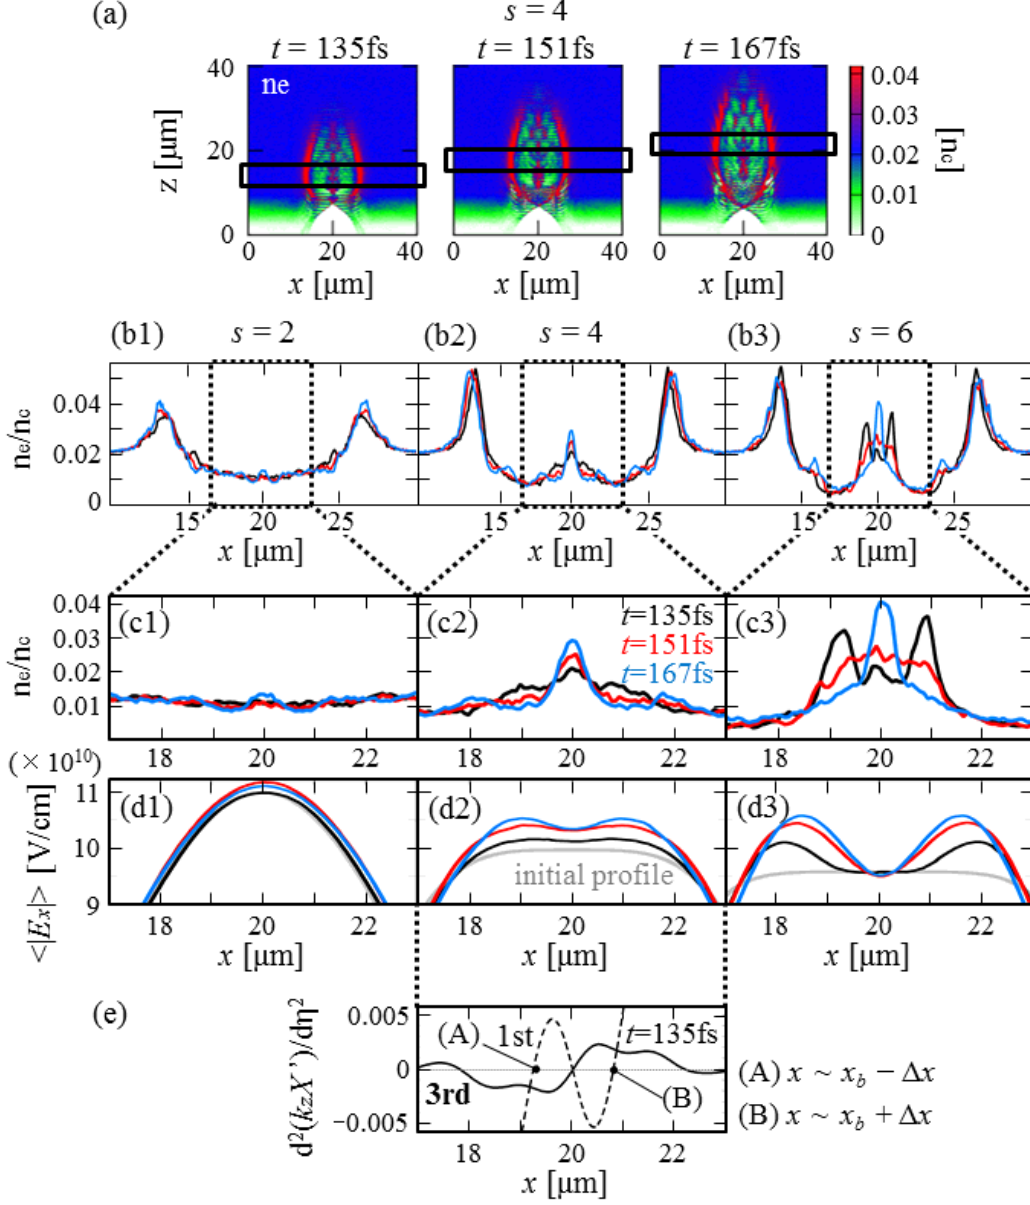 (a)
s = 4
t = 135fs t = 151fs t = 167fs
40 ne 0.04
z [μm] 20 0.03
0.02 [nc]
0.01
0 0
0 20 40 0 20 40 0 20 40
x [μm] x [μm] x [μm]
(b1) s = 2 (b2) s = 4 (b3) s = 6
ne/nc
0.04
0.02
0
15 20 25 15 20 25 15 20 25
x [μm] x [μm] x [μm]
ne/nc
0.04 (c1) (c2) t=135fs (c3)
0.03 t=151fs
0.02 t=167fs
0.01
18 20 22 18 20 22 18 20 22
(× 10¹⁰)
<|Ex|> [V/cm]
11 (d1) (d2) (d3)
10
initial profile
9
18 20 22 18 20 22 18 20 22
x [μm] x [μm] x [μm]
(e)
d²(kzX’)/dη²
0.005 (A) 1st t=135fs
0 (A) x ~ xb − Δx
3rd (B)
−0.005 (B) x ~ xb + Δx
18 20 22
x [μm]